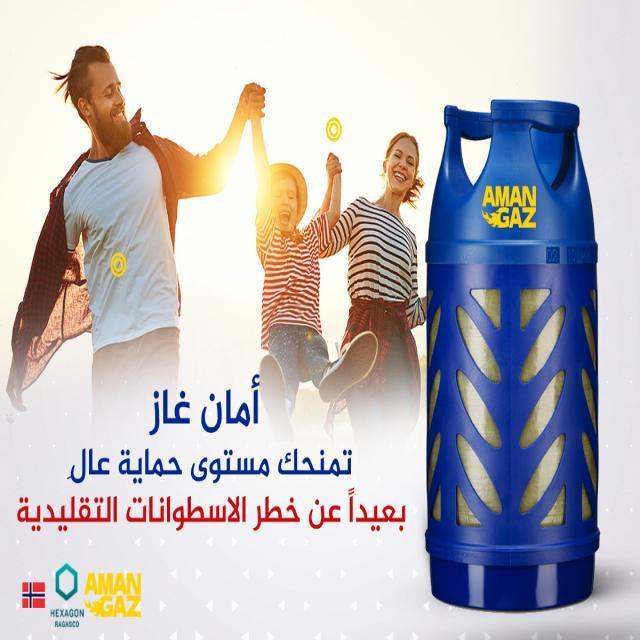 AMAN
GAZ
أمان غاز
تمنحك مستوى حماية عالٍ
بعيداً عن خطر الاسطوانات التقليدية
HEXAGON
RAGASCO
AMAN
GAZ